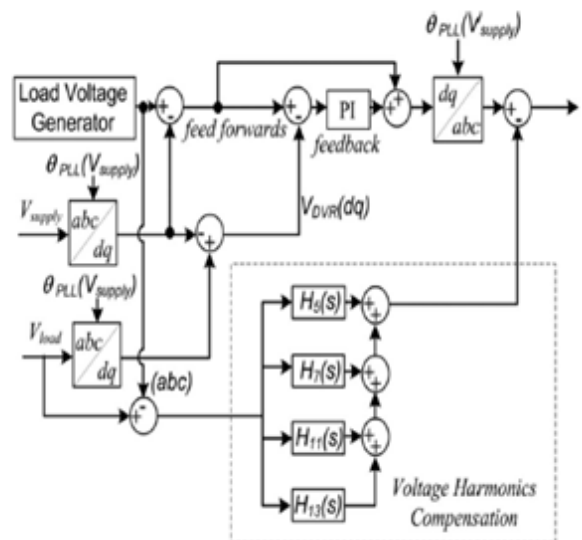 θPLL(Vsupply)
Load Voltage
Generator
feed forwards
PI
feedback
dq
abc
θPLL(Vsupply)
Vsupply
abc
dq
VDVR(dq)
θPLL(Vsupply)
Vload
abc
dq
(abc)
H5(s)
H7(s)
H11(s)
H13(s)
Voltage Harmonics
Compensation